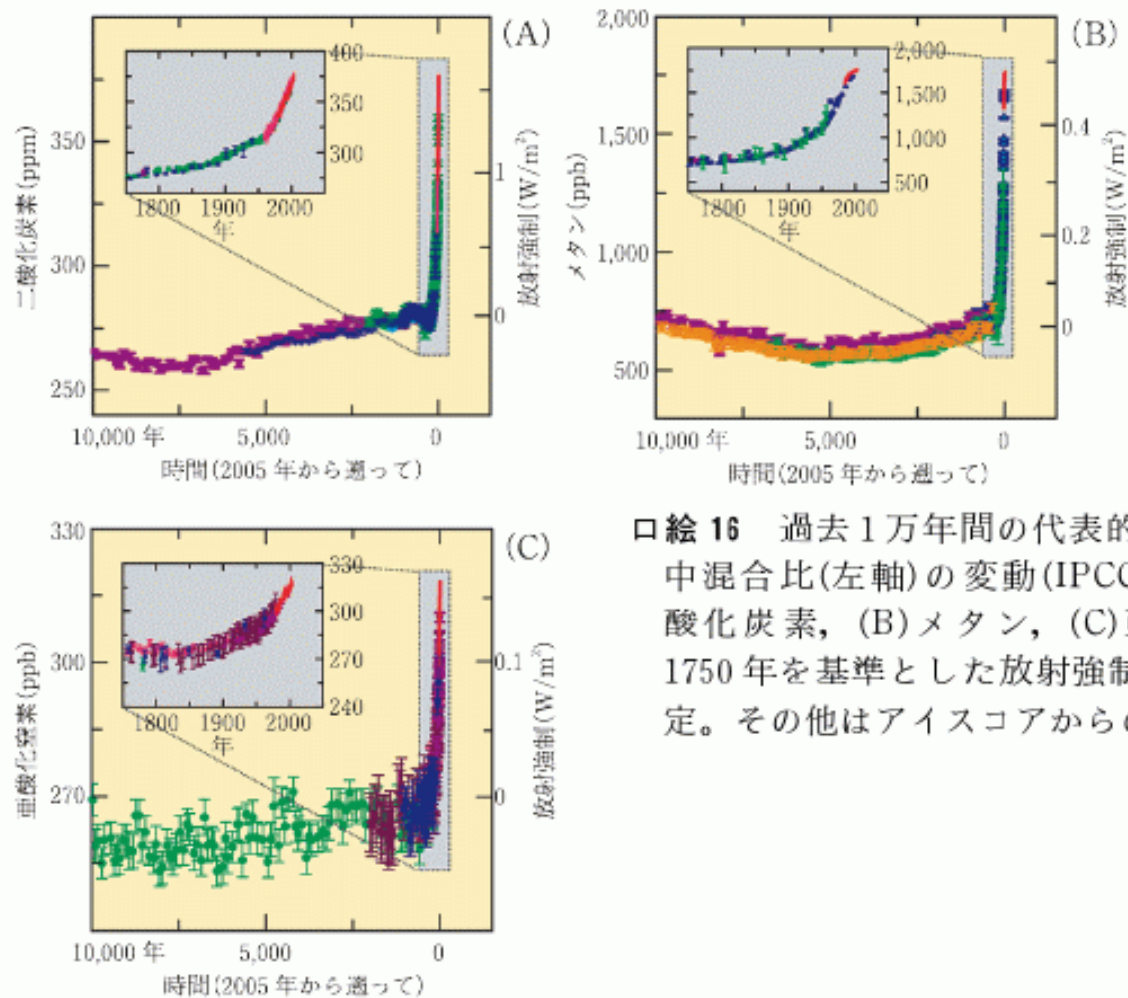 (A)
400
350
300
1800 1900 2000
年
二酸化炭素(ppm)
350
300
250
1
0
放射強制(W/m²)
10,000 年 5,000 0
時間(2005 年から遡って)
(B)
2,000
1,500
1,000
500
1800 1900 2000
年
メタン(ppb)
2,000
1,500
1,000
500
0.4
0.2
0
放射強制(W/m²)
10,000 年 5,000 0
時間(2005 年から遡って)
(C)
330
300
270
240
1800 1900 2000
年
亜酸化窒素(ppb)
330
300
270
0.1
0
放射強制(W/m²)
10,000 年 5,000 0
時間(2005 年から遡って)
口絵 16 過去 1 万年間の代表的
中混合比(左軸)の変動(IPCC
酸化炭素，(B)メタン，(C)
1750 年を基準とした放射強制
定。その他はアイスコアからの